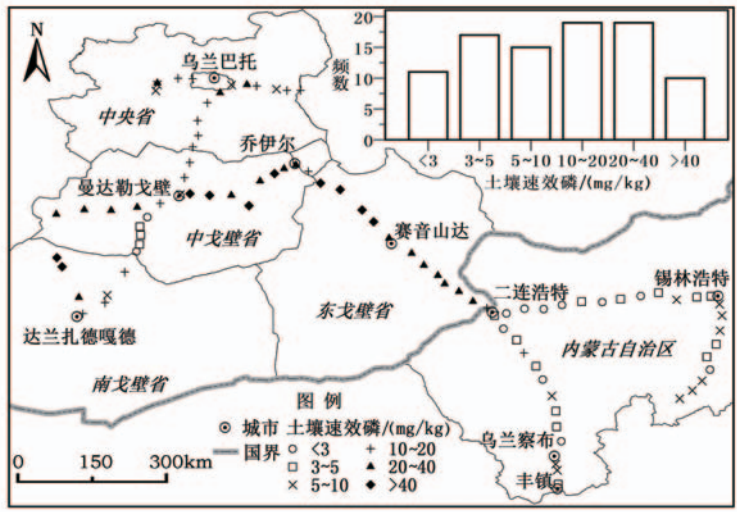 N
20
15
10
5
0
频数
<3 3~5 5~10 10~20 20~40 >40
土壤速效磷/(mg/kg)
乌兰巴托
中央省
乔伊尔
曼达勒戈壁
中戈壁省
赛音山达
二连浩特
锡林浩特
达兰扎德嘎德
东戈壁省
内蒙古自治区
南戈壁省
乌兰察布
丰镇
图 例
城市 土壤速效磷/(mg/kg)
国界 <3 10~20
3~5 20~40
5~10 >40
0 150 300km